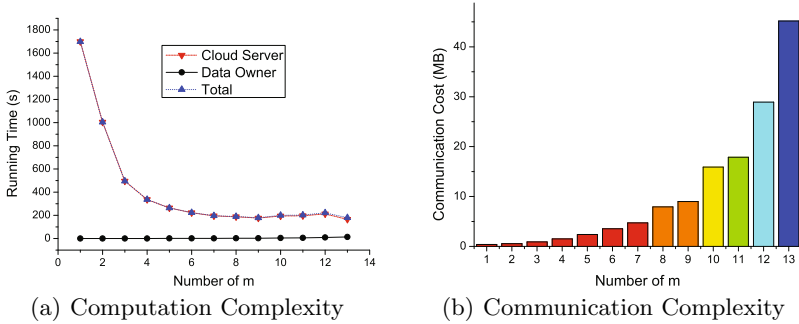 1800
1600
1400
1200
1000
800
600
400
200
0
Running Time (s)
Cloud Server
Data Owner
Total
0 2 4 6 8 10 12 14
Number of m
(a) Computation Complexity
40
30
20
10
0
Communication Cost (MB)
1 2 3 4 5 6 7 8 9 10 11 12 13
Number of m
(b) Communication Complexity